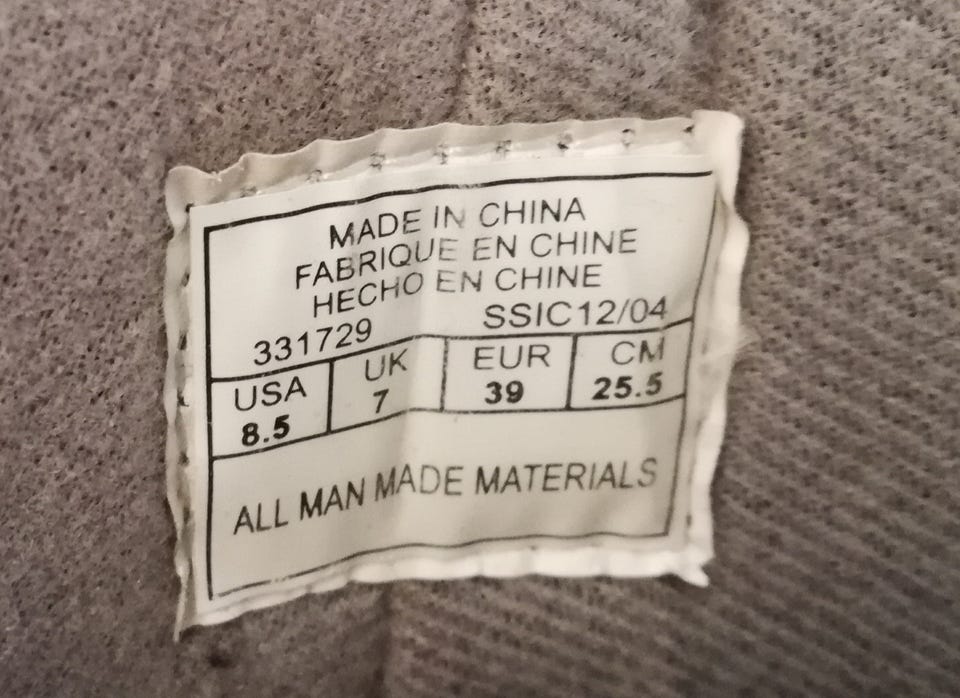 MADE IN CHINA
FABRIQUE EN CHINE
HECHO EN CHINE
331729 SSIC12/04
USA UK EUR CM
8.5 7 39 25.5
ALL MAN MADE MATERIALS